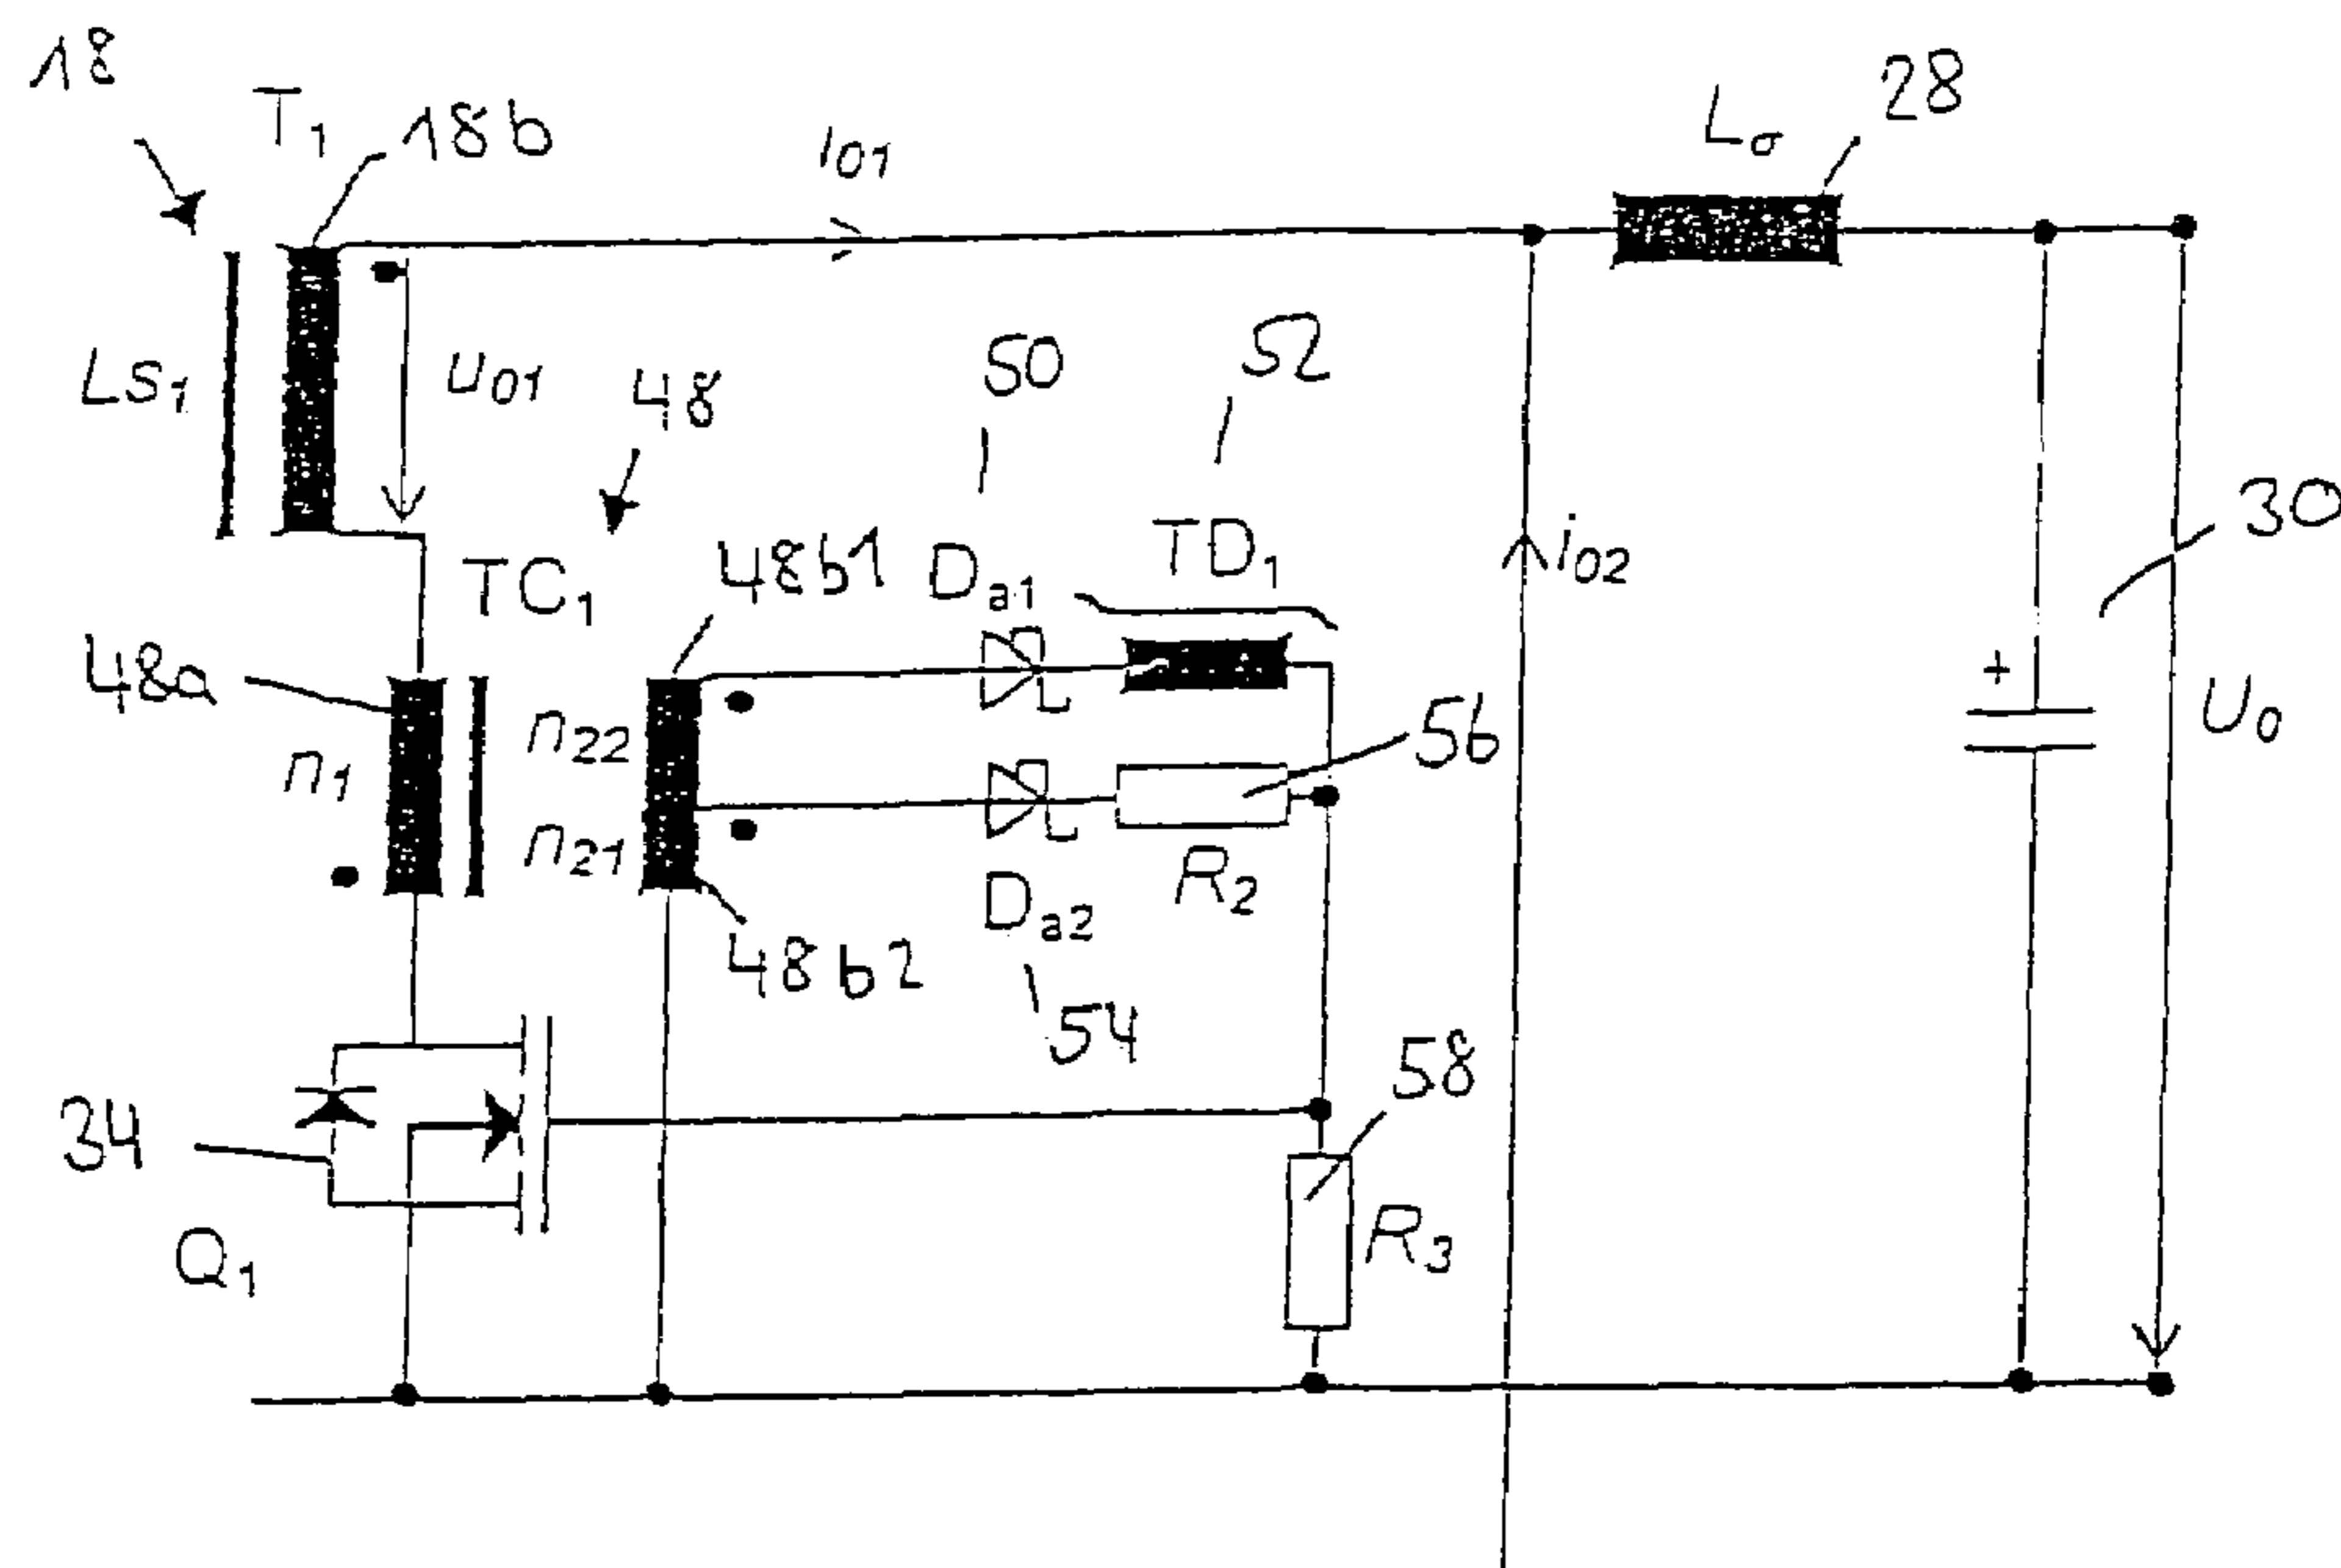 18
T1
18b
i01
Lσ
28
LS1
u01
48
50
52
TC1
48b1
Da1
TD1
i02
30
48a
n1
n22
n21
56
+
U0
R2
Da2
48b2
54
58
34
Q1
R3